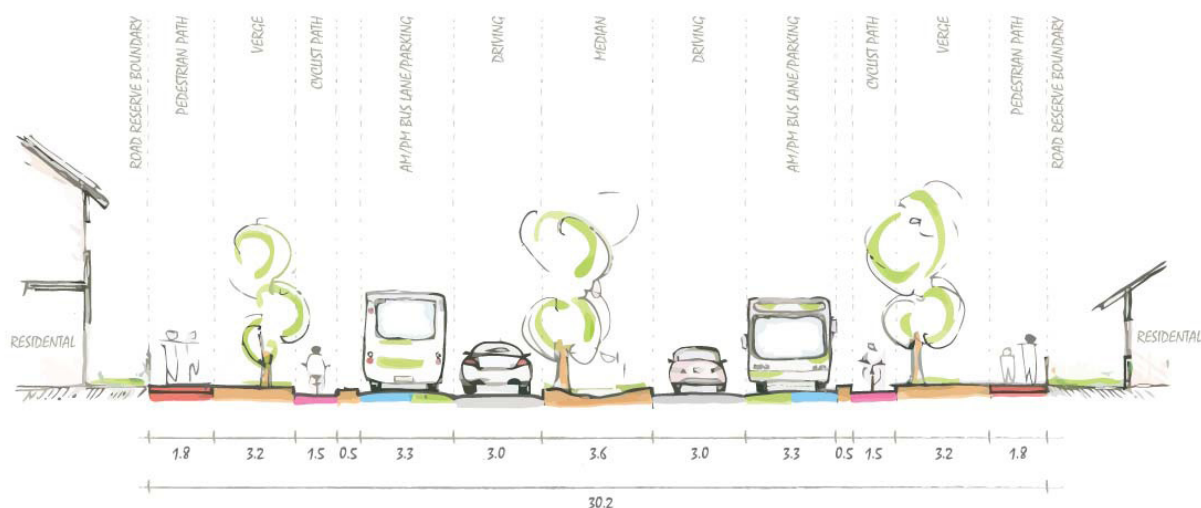 ROAD RESERVE BOUNDARY
PEDESTRIAN PATH
VERGE
CYCLIST PATH
AM/PM BUS LANE/PARKING
DRIVING
MEDIAN
DRIVING
AM/PM BUS LANE/PARKING
CYCLIST PATH
VERGE
PEDESTRIAN PATH
ROAD RESERVE BOUNDARY
RESIDENTAL
RESIDENTAL
1.8 3.2 1.5 0.5 3.3 3.0 3.6 3.0 3.3 0.5 1.5 3.2 1.8
30.2